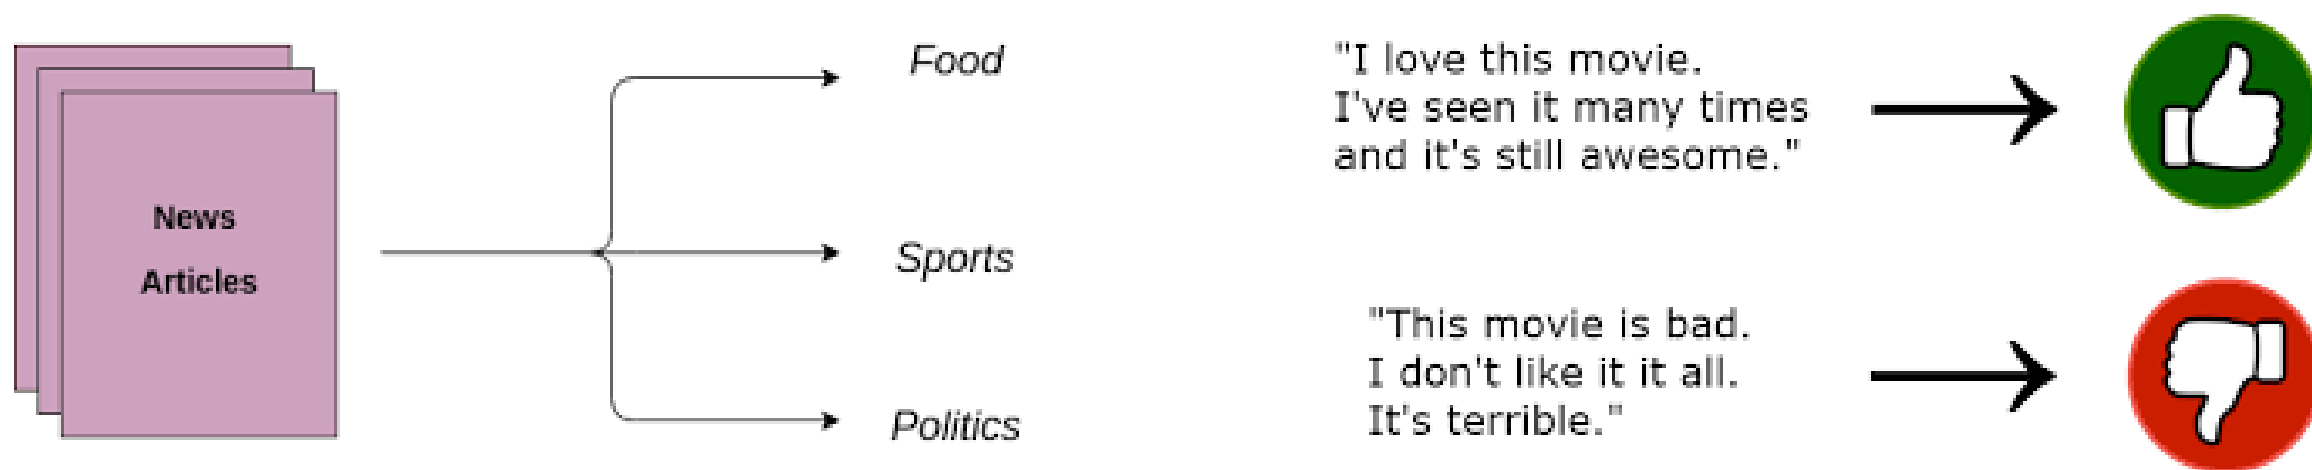 News
Articles
Food
Sports
Politics
"I love this movie.
I've seen it many times
and it's still awesome."
"This movie is bad.
I don't like it it all.
It's terrible."